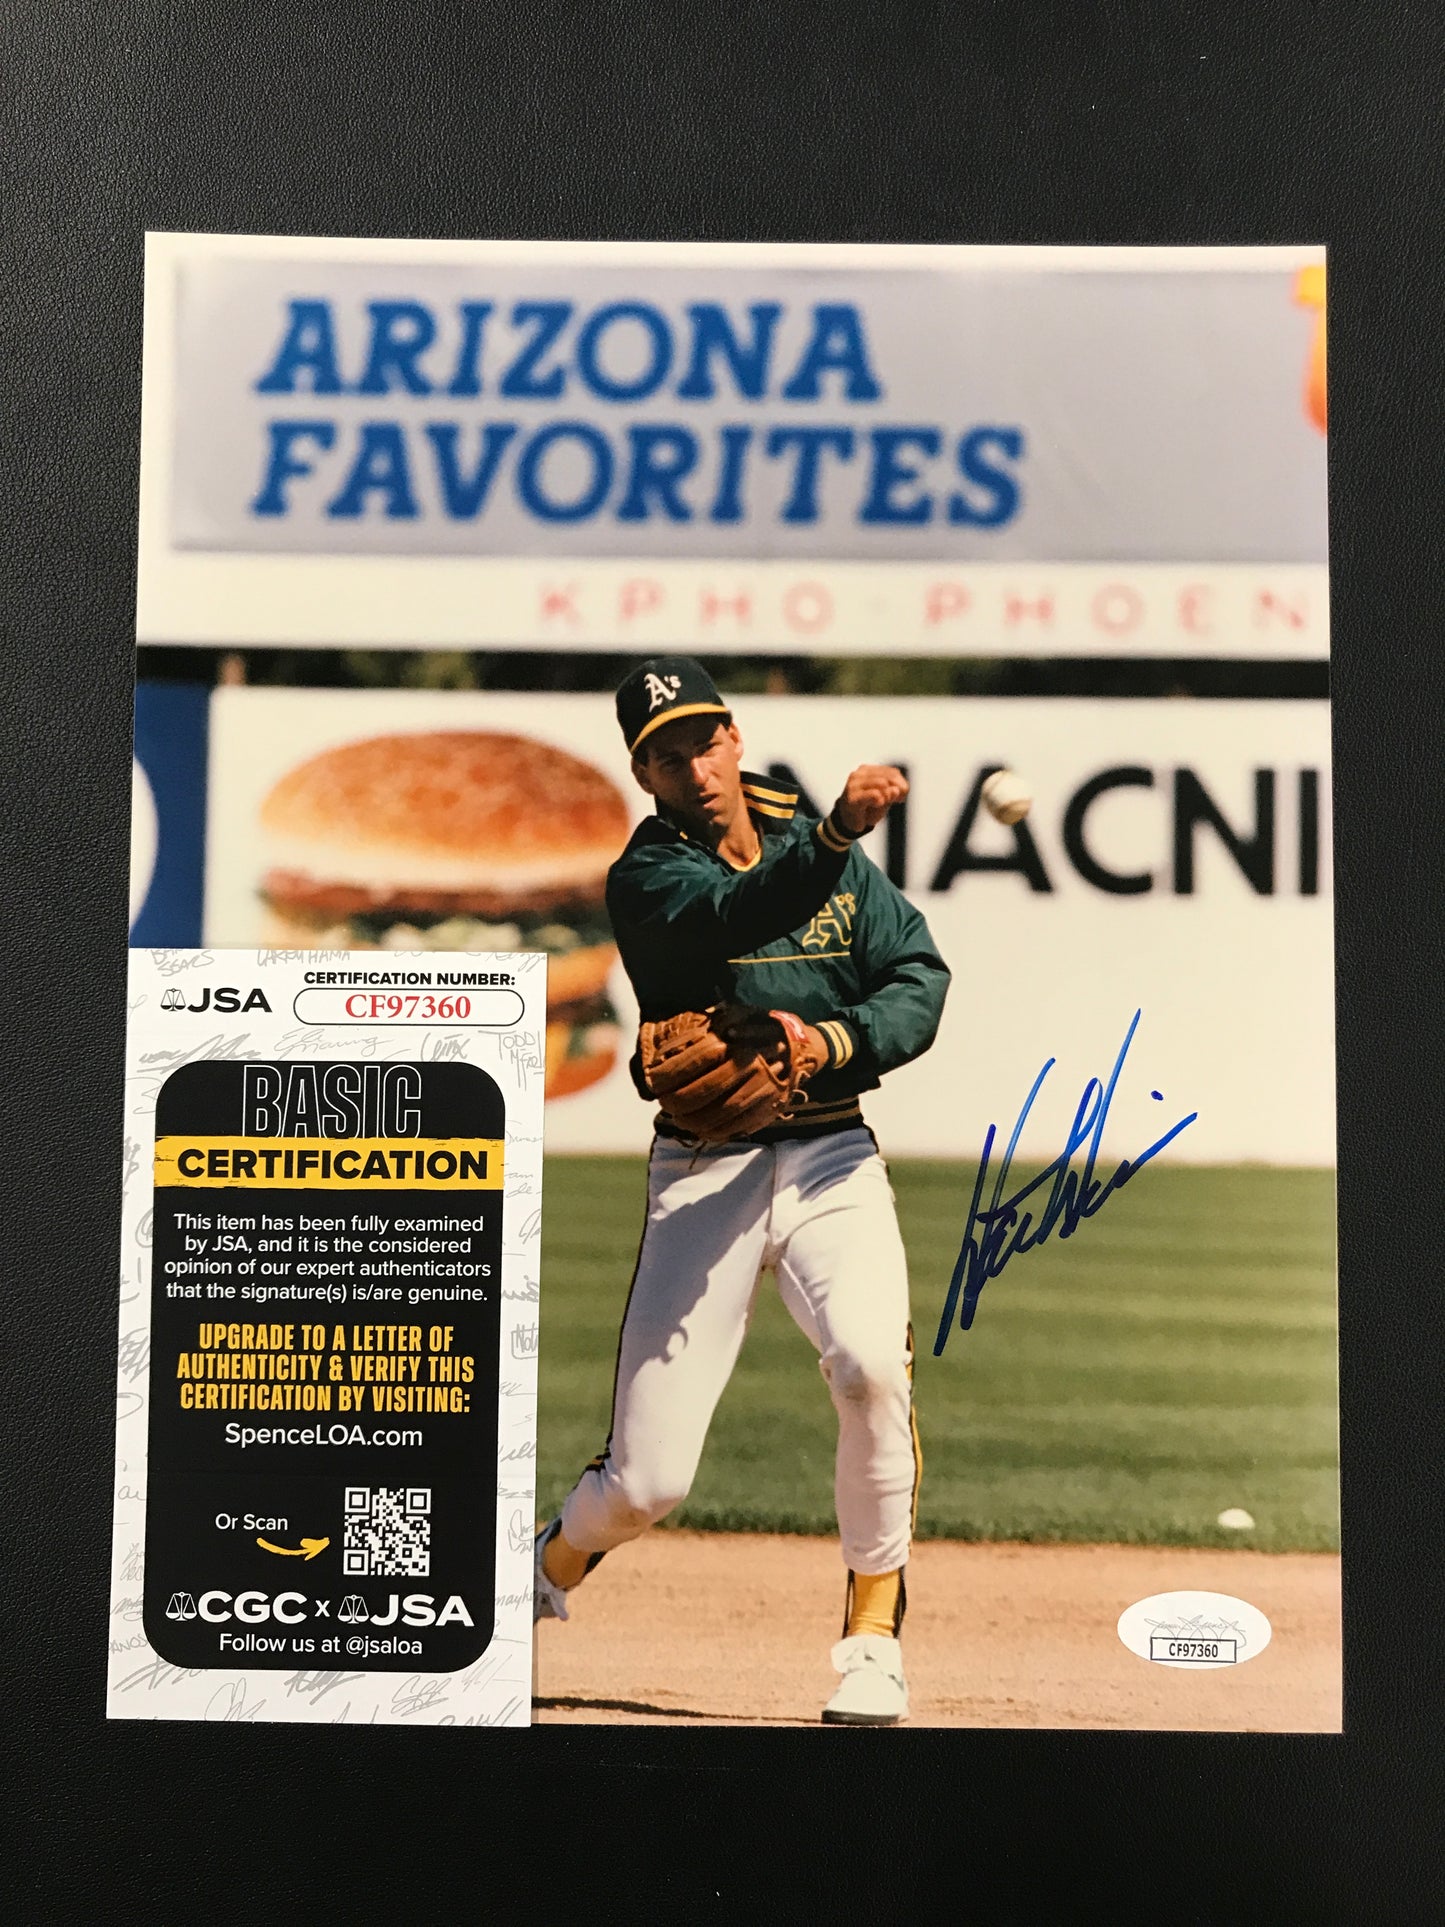 ARIZONA
FAVORITES
KPHO PHOEN
A's
MACNI
A's
JSA
CERTIFICATION NUMBER:
CF97360
BASIC
CERTIFICATION
This item has been fully examined
by JSA, and it is the considered
opinion of our expert authenticators
that the signature(s) is/are genuine.
UPGRADE TO A LETTER OF
AUTHENTICITY & VERIFY THIS
CERTIFICATION BY VISITING:
SpenceLOA.com
Or Scan
CGC x JSA
Follow us at @jsaloa
CF97360